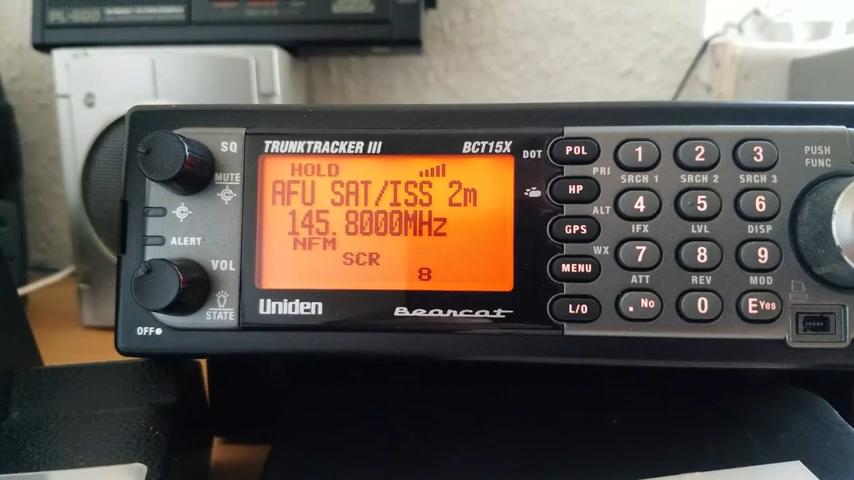 PL-600
TRUNKTRACKER III BCT15X
SQ
MUTE
ALERT
VOL
STATE
OFF
HOLD
AFU SAT/ISS 2m
145.8000MHz
NFM
SCR
8
Uniden Bearcat
DOT POL
PRI
HP
ALT
GPS
WX
MENU
L/O
1 2 3
SRCH 1 SRCH 2 SRCH 3
4 5 6
IFX LVL DISP
7 8 9
ATT REV MOD
. No 0 E Yes
PUSH
FUNC